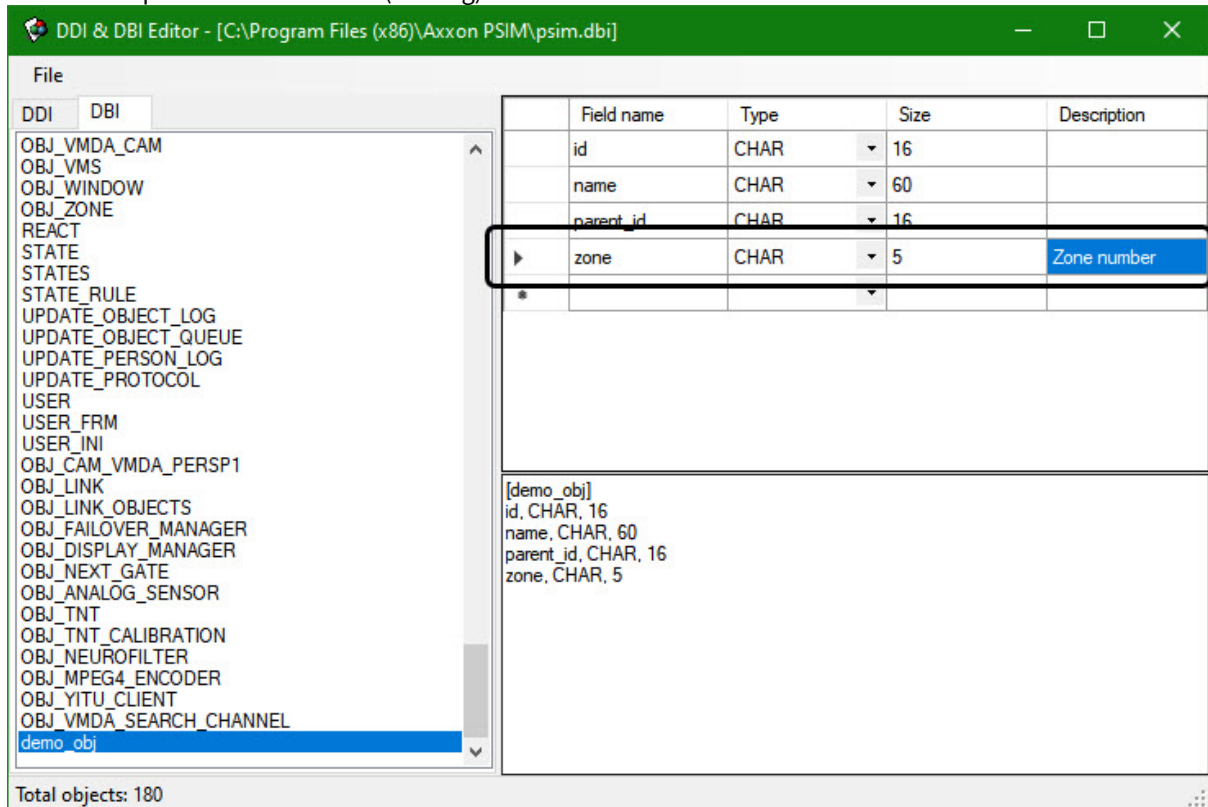 DDI & DBI Editor - [C:\Program Files (x86)\Axxon PSIM\psim.dbi]
File
DDI DBI
OBJ_VMDA_CAM
OBJ_VMS
OBJ_WINDOW
OBJ_ZONE
REACT
STATE
STATES
STATE_RULE
UPDATE_OBJECT_LOG
UPDATE_OBJECT_QUEUE
UPDATE_PERSON_LOG
UPDATE_PROTOCOL
USER
USER_FRM
USER_INI
OBJ_CAM_VMDA_PERSP1
OBJ_LINK
OBJ_LINK_OBJECTS
OBJ_FAILOVER_MANAGER
OBJ_DISPLAY_MANAGER
OBJ_NEXT_GATE
OBJ_ANALOG_SENSOR
OBJ_TNT
OBJ_TNT_CALIBRATION
OBJ_NEUROFILTER
OBJ_MPEG4_ENCODER
OBJ_YITU_CLIENT
OBJ_VMDA_SEARCH_CHANNEL
demo_obj
Field name Type Size Description
id CHAR 16
name CHAR 60
parent_id CHAR 16
zone CHAR 5 Zone number
[demo_obj]
id, CHAR, 16
name, CHAR, 60
parent_id, CHAR, 16
zone, CHAR, 5
Total objects: 180